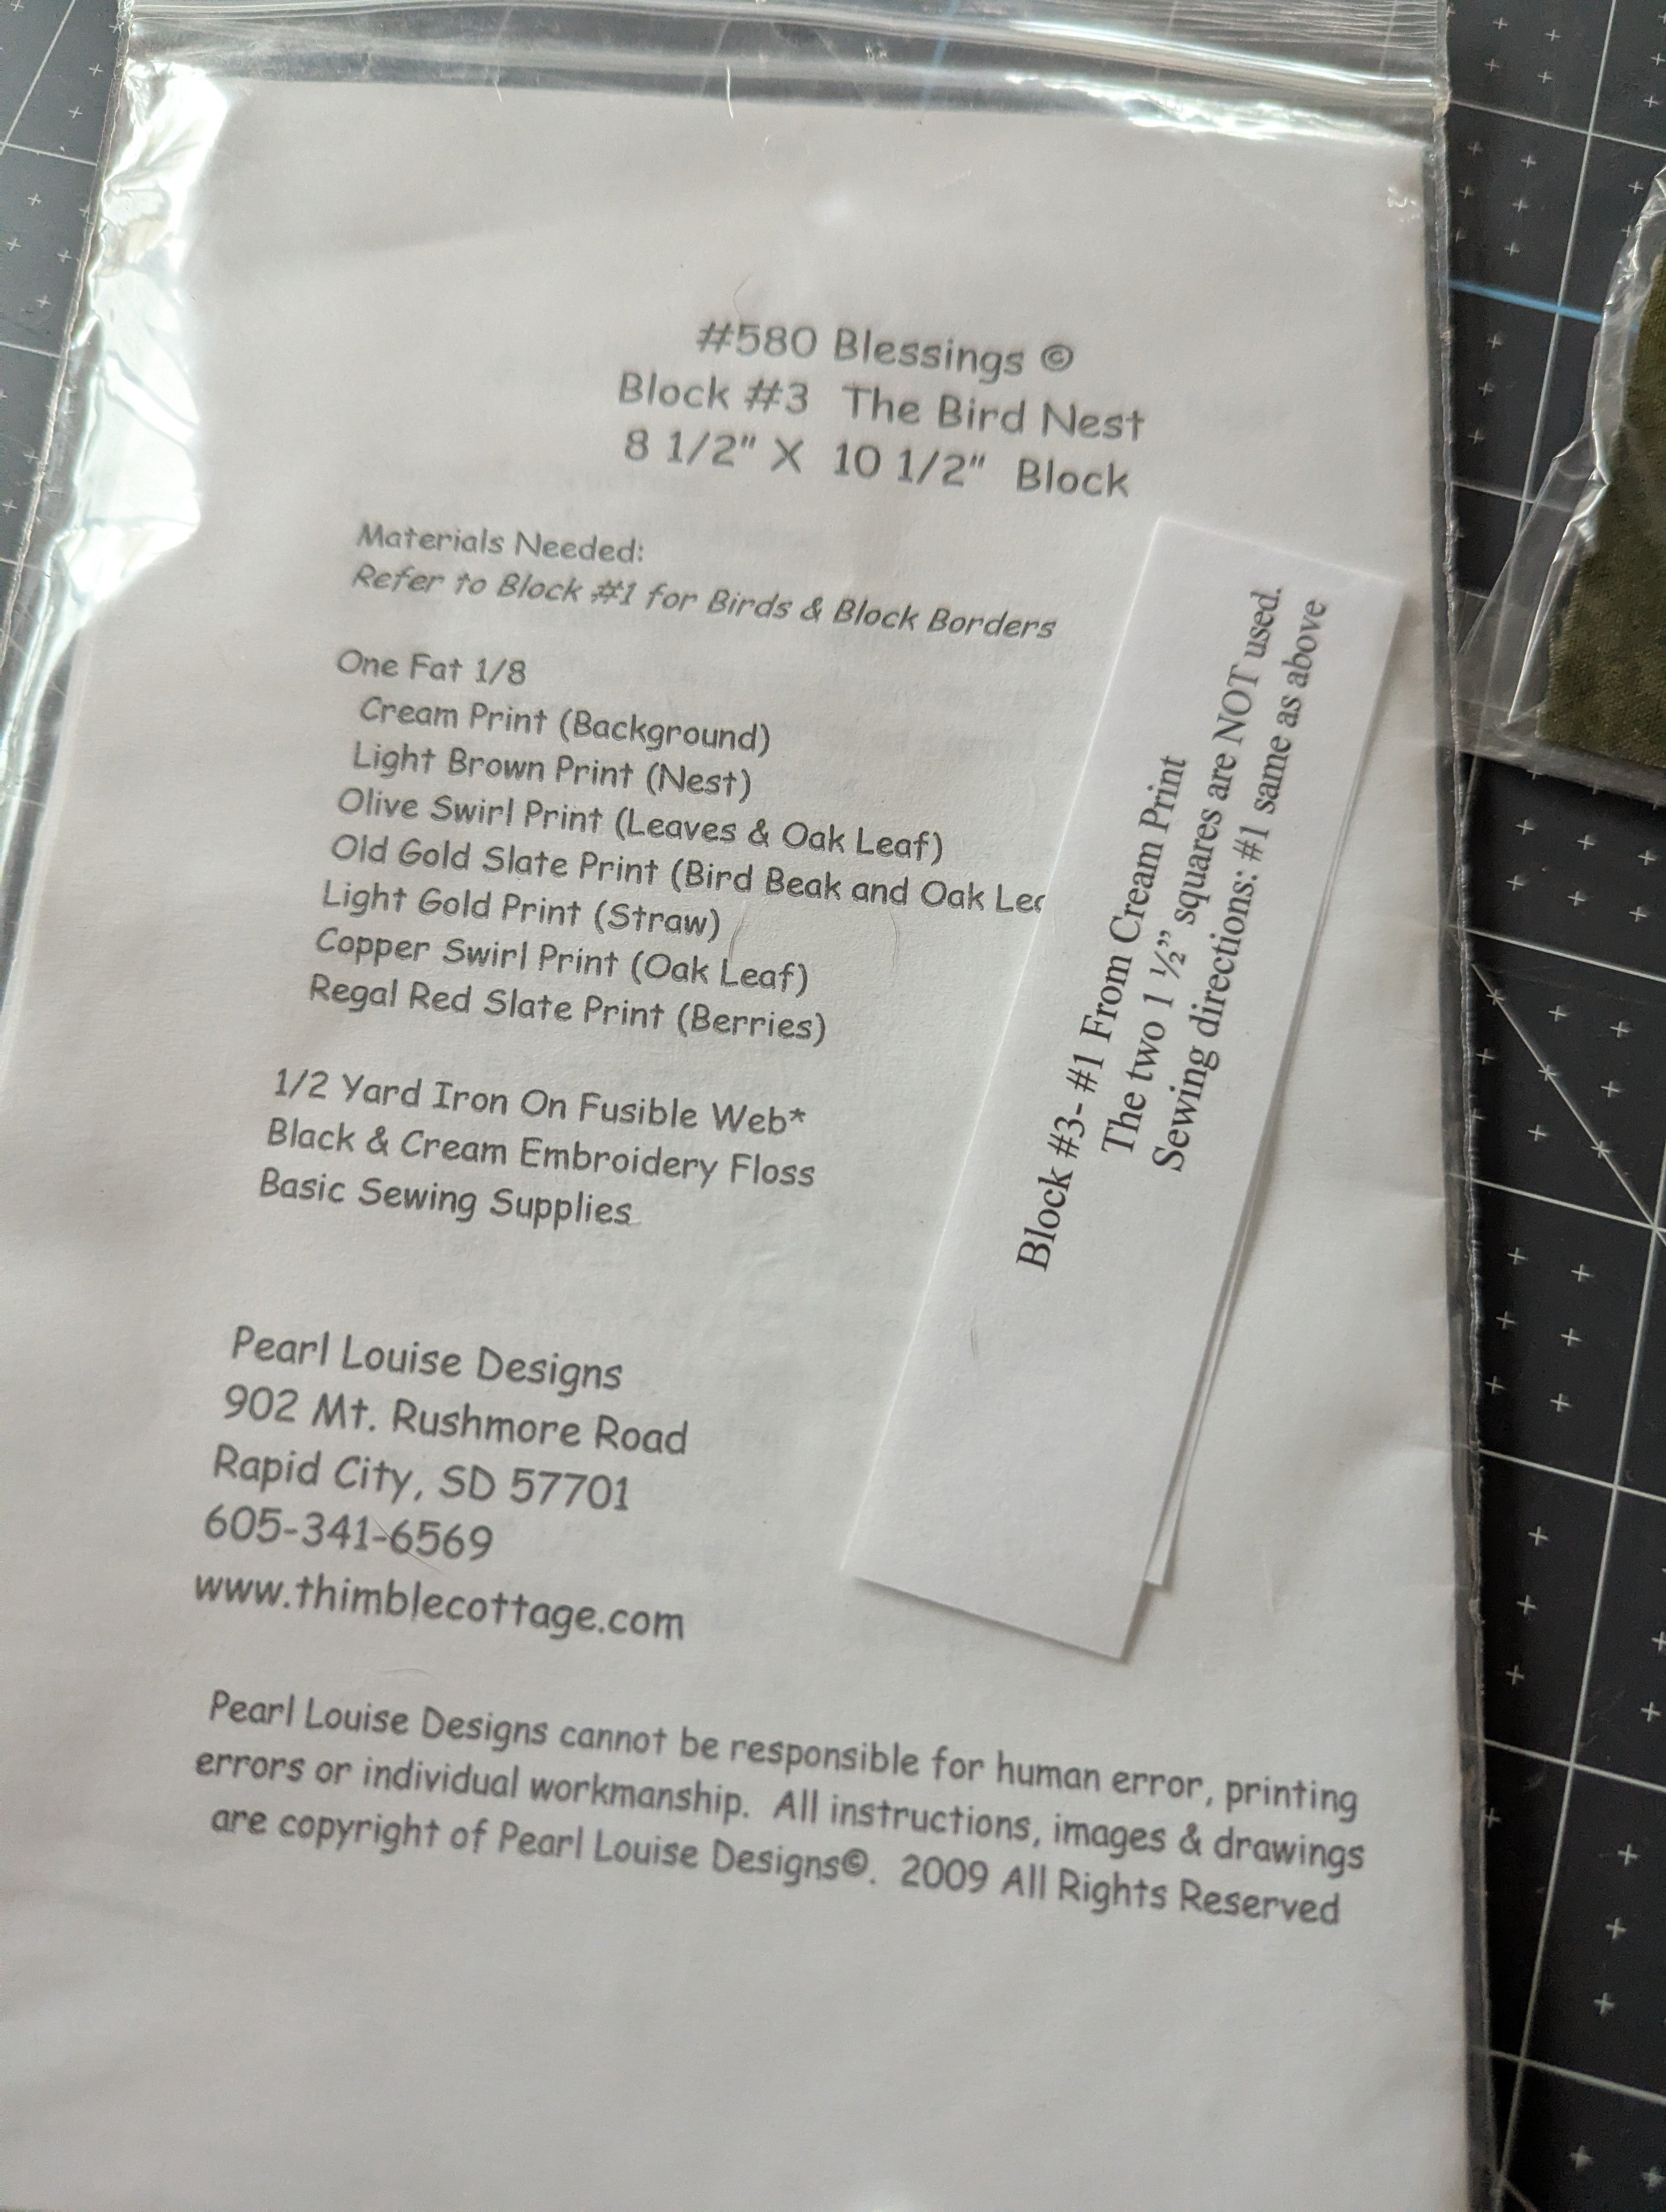 #580 Blessings ©
Block #3 The Bird Nest
8 1/2" X 10 1/2" Block
Materials Needed:
Refer to Block #1 for Birds & Block Borders
One Fat 1/8
Cream Print (Background)
Light Brown Print (Nest)
Olive Swirl Print (Leaves & Oak Leaf)
Old Gold Slate Print (Bird Beak and Oak
Light Gold Print (Straw)
Copper Swirl Print (Oak Leaf)
Regal Red Slate Print (Berries)
1/2 Yard Iron On Fusible Web*
Black & Cream Embroidery Floss
Basic Sewing Supplies
Pearl Louise Designs
902 Mt. Rushmore Road
Rapid City, SD 57701
605-341-6569
www.thimblecottage.com
Pearl Louise Designs cannot be responsible for human error, printing
errors or individual workmanship. All instructions, images & drawings
are copyright of Pearl Louise Designs©. 2009 All Rights Reserved
Block #3- #1 From Cream Print
The two 1 ½” squares are NOT used.
Sewing directions: #1 same as above